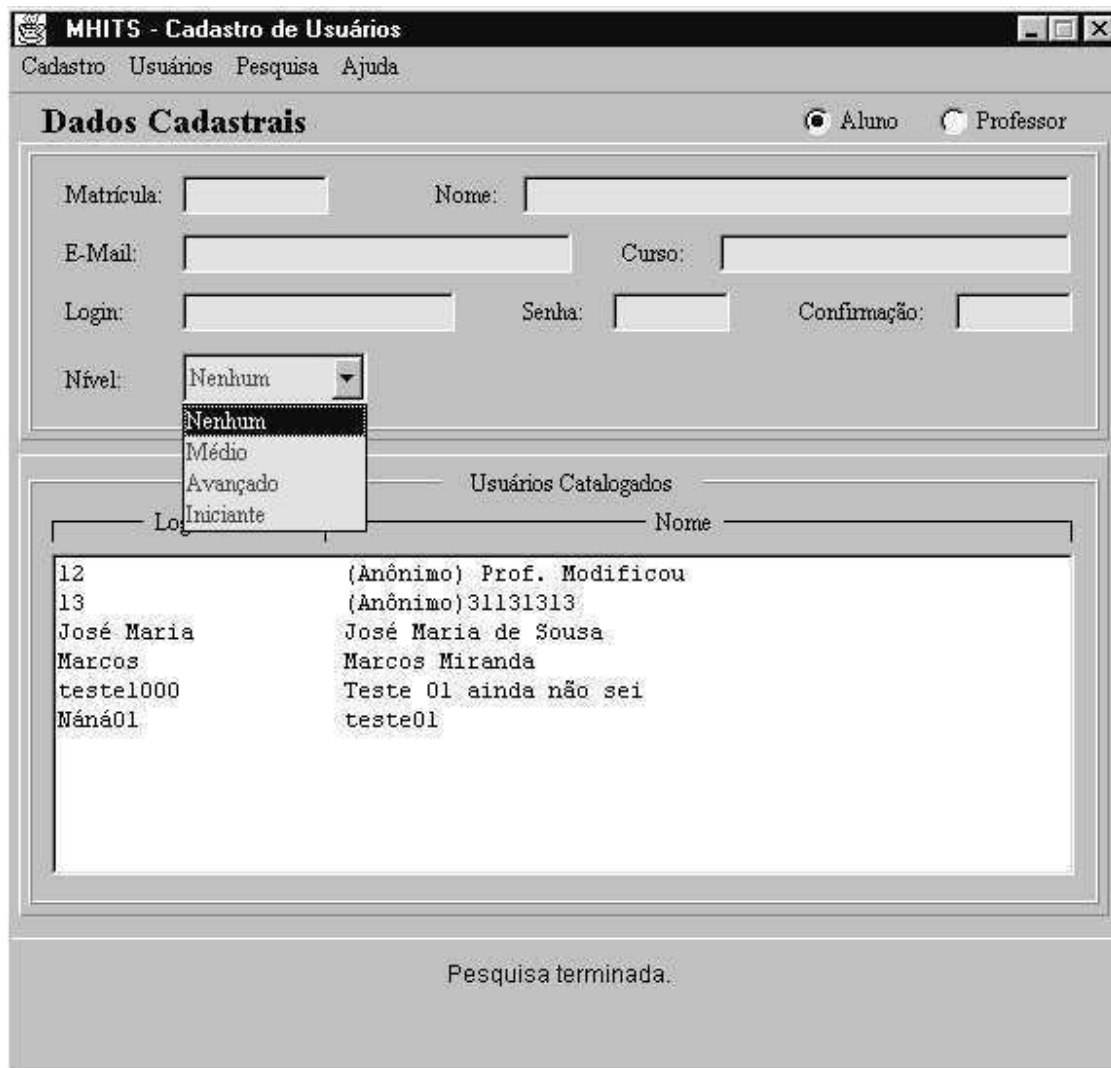 MHITS - Cadastro de Usuários
Cadastro Usuários Pesquisa Ajuda
Dados Cadastrais Aluno Professor
Matrícula: Nome:
E-Mail: Curso:
Login: Senha: Confirmação:
Nível: Nenhum
Nenhum
Médio
Avançado
Iniciante
Usuários Catalogados
Nome
12 (Anônimo) Prof. Modificou
13 (Anônimo)31131313
José Maria José Maria de Sousa
Marcos Marcos Miranda
teste1000 Teste 01 ainda não sei
Náná01 teste01
Pesquisa terminada.